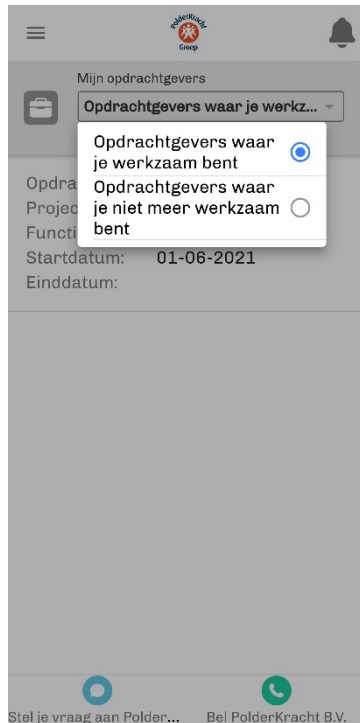 PolderKracht
Groep
Mijn opdrachtgevers
Opdrachtgevers waar je werkz...
Opdrachtgevers waar
je werkzaam bent
Opdrachtgevers waar
je niet meer werkzaam
bent
Opdra
Projec
Functi
Startdatum: 01-06-2021
Einddatum:
Stel je vraag aan Polder...
Bel PolderKracht B.V.